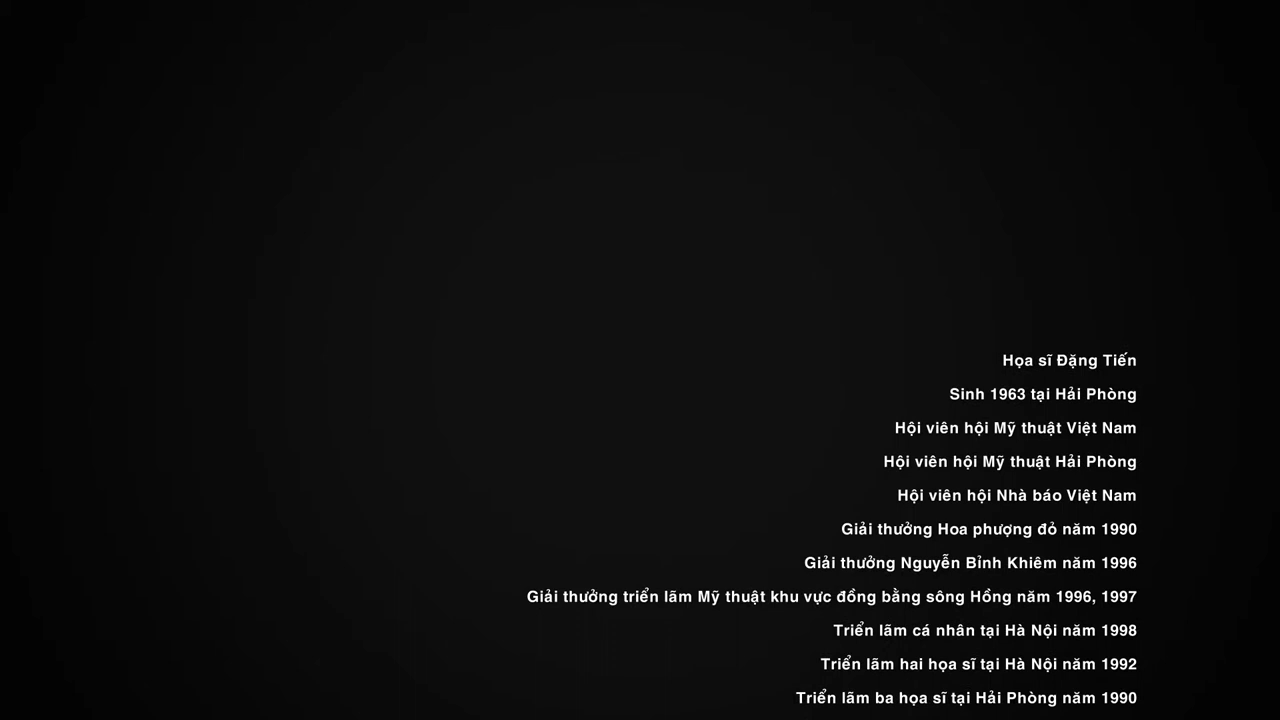 Họa sĩ Đặng Tiến
Sinh 1963 tại Hải Phòng
Hội viên hội Mỹ thuật Việt Nam
Hội viên hội Mỹ thuật Hải Phòng
Hội viên hội Nhà báo Việt Nam
Giải thưởng Hoa phượng đỏ năm 1990
Giải thưởng Nguyễn Bỉnh Khiêm năm 1996
Giải thưởng triển lãm Mỹ thuật khu vực đồng bằng sông Hồng năm 1996, 1997
Triển lãm cá nhân tại Hà Nội năm 1998
Triển lãm hai họa sĩ tại Hà Nội năm 1992
Triển lãm ba họa sĩ tại Hải Phòng năm 1990